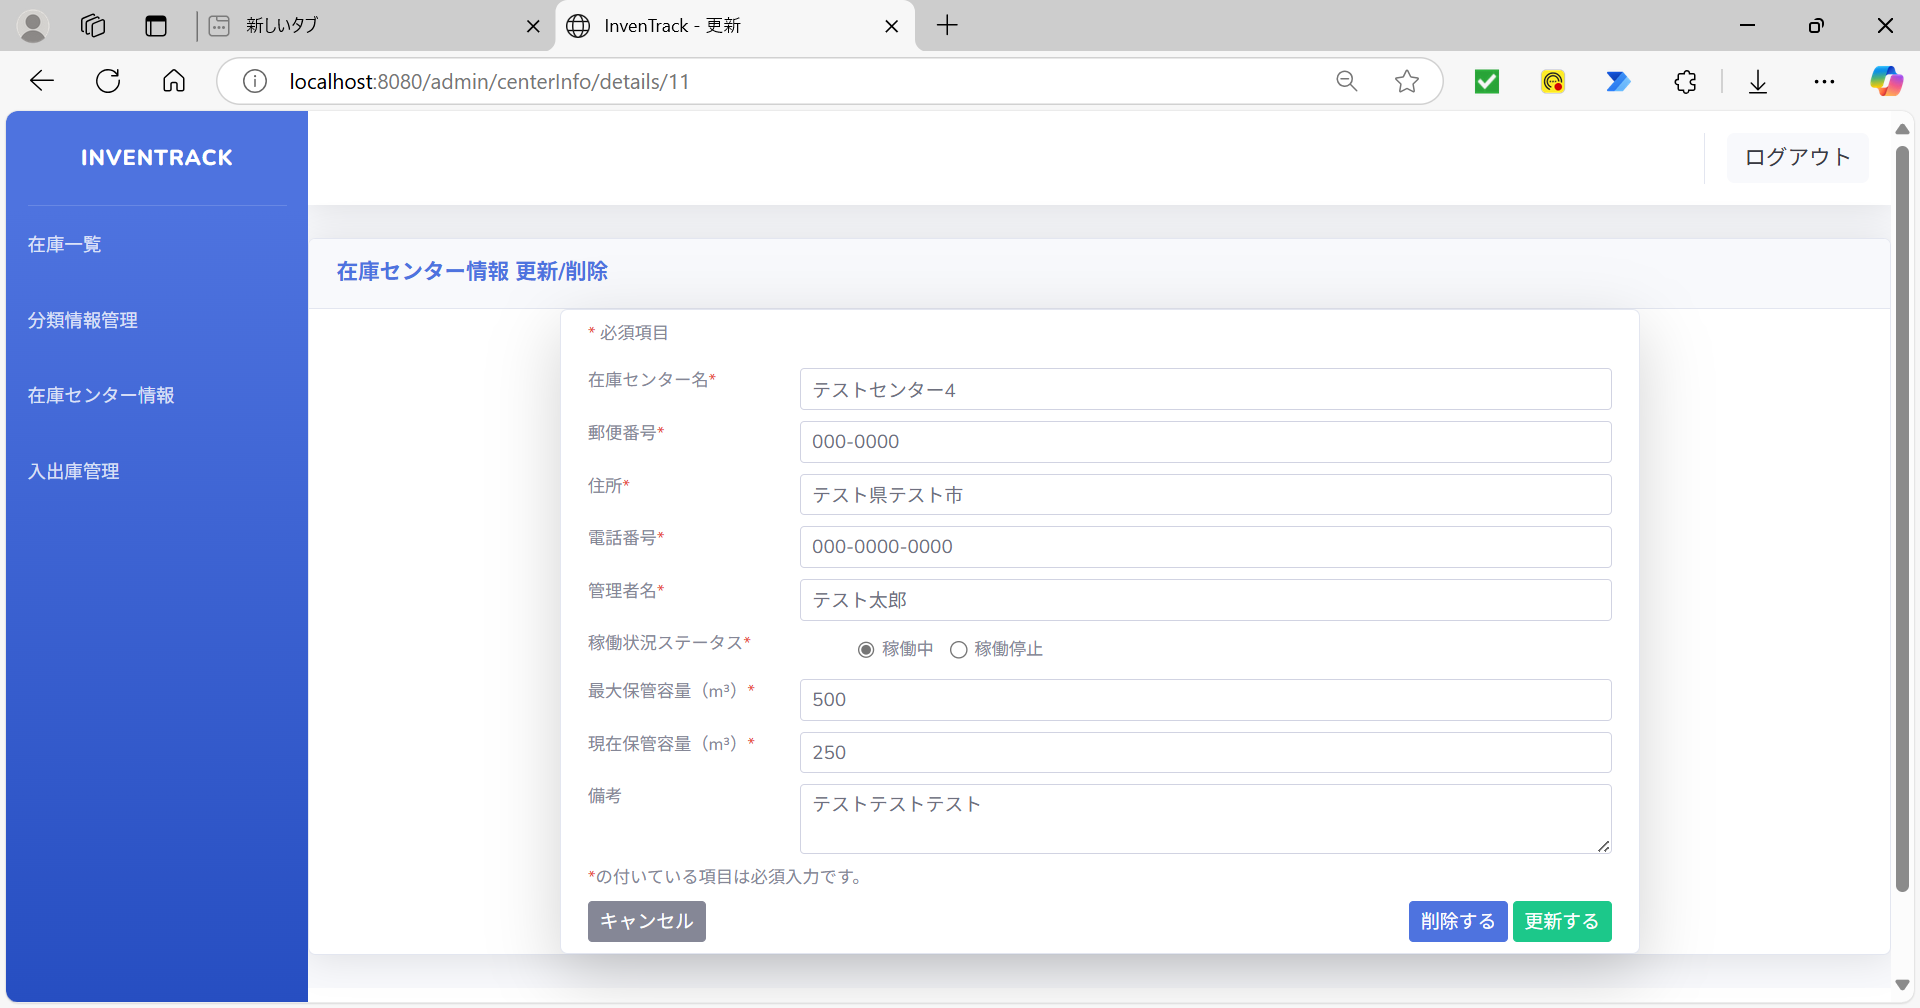 新しいタブ
InvenTrack - 更新
localhost:8080/admin/centerInfo/details/11
INVENTRACK
ログアウト
在庫一覧
分類情報管理
在庫センター情報
入出庫管理
在庫センター情報 更新/削除
* 必須項目
在庫センター名*
テストセンター4
郵便番号*
000-0000
住所*
テスト県テスト市
電話番号*
000-0000-0000
管理者名*
テスト太郎
稼働状況ステータス*
稼働中 稼働停止
最大保管容量（m³）*
500
現在保管容量（m³）*
250
備考
テストテストテスト
*の付いている項目は必須入力です。
キャンセル
削除する
更新する